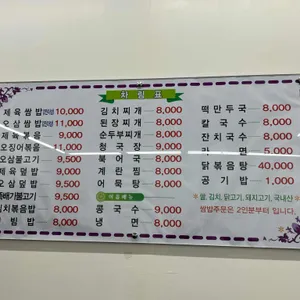 차 림 표
제 육 쌈 밥 10,000
오 삼 쌈 밥 11,000
제 육 볶 음 9,000
오징어볶음 11,000
오삼불고기 9,500
제 육 덮 밥 9,000
오 삼 덮 밥 9,500
뚝배기불고기 9,500
김치볶음밥 8,000
비 빔 밥 8,000
김 치 찌 개 8,000
된 장 찌 개 8,000
순두부찌개 8,000
청 국 장 9,000
북 어 국 8,000
계 란 찜 8,000
어 묵 탕 8,000
여름메뉴
콩 국 수 9,000
냉 면 8,000
떡 만 두 국 8,000
칼 국 수 8,000
잔 치 국 수 8,000
라 면 5,000
닭 볶 음 탕 40,000
공 기 밥 1,000
*쌀, 김치, 닭고기, 돼지고기, 국내산*
쌈밥주문은 2인분부터 입니다.